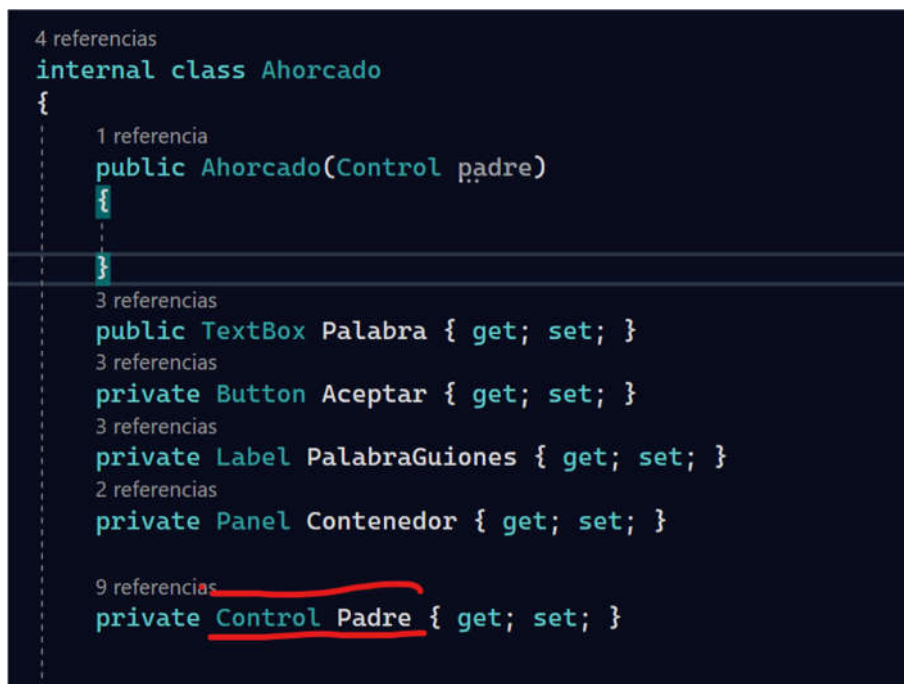 4 referencias
internal class Ahorcado
{
1 referencia
public Ahorcado(Control padre)
{
}
3 referencias
public TextBox Palabra { get; set; }
3 referencias
private Button Aceptar { get; set; }
3 referencias
private Label PalabraGuiones { get; set; }
2 referencias
private Panel Contenedor { get; set; }
9 referencias
private Control Padre { get; set; }